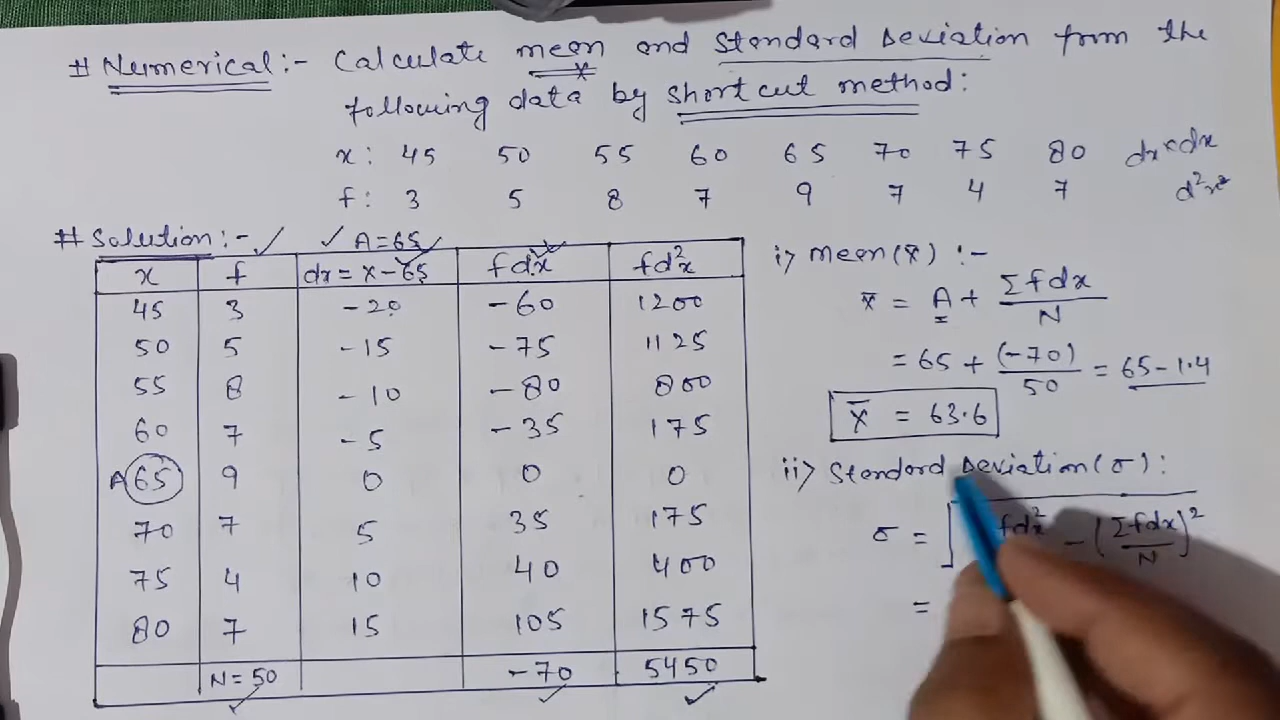 # Numerical:- Calculate mean and Standard Deviation from the
following data by shortcut method:
x: 45 50 55 60 65 70 75 80 dx×dx
f: 3 5 8 7 9 7 4 7 d²x
# Solution:- ✓ ✓ A=65✓
x f dx = x-65 fdx fd²x
45 3 -20 -60 1200
50 5 -15 -75 1125
55 8 -10 -80 800
60 7 -5 -35 175
A 65 9 0 0 0
70 7 5 35 175
75 4 10 40 400
80 7 15 105 1575
N=50 -70 5450
i) Mean (x̄) :-
x̄ = A + Σfdx/N
= 65 + (-70)/50 = 65-1.4
x̄ = 63.6
ii) Standard Deviation (σ):
σ = √ fd²x - (Σfdx/N)²
=